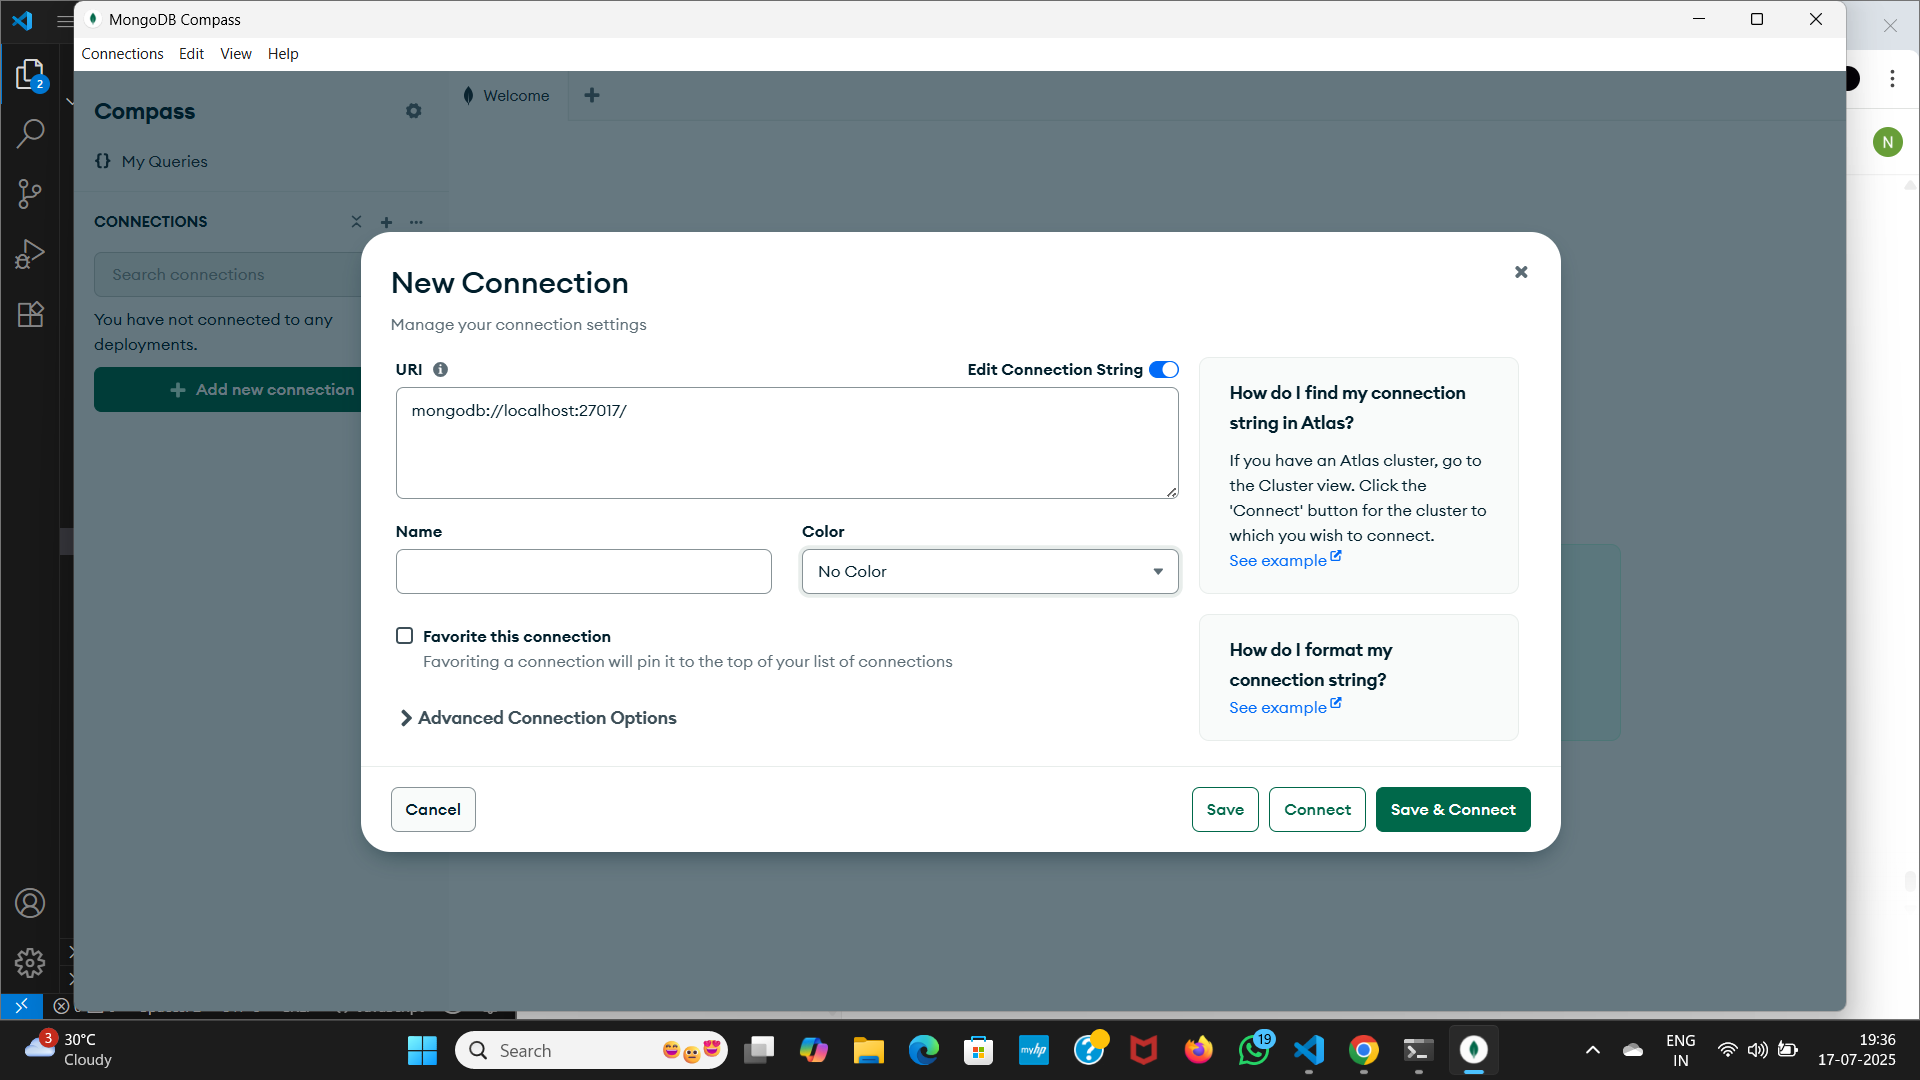 MongoDB Compass
Connections Edit View Help
2
Compass
Welcome
My Queries
CONNECTIONS
Search connections
You have not connected to any
deployments.
Add new connection
N
New Connection
Manage your connection settings
URI
Edit Connection String
mongodb://localhost:27017/
Name
Color
No Color
Favorite this connection
Favoriting a connection will pin it to the top of your list of connections
Advanced Connection Options
How do I find my connection
string in Atlas?
If you have an Atlas cluster, go to
the Cluster view. Click the
'Connect' button for the cluster to
which you wish to connect.
See example
How do I format my
connection string?
See example
Cancel
Save
Connect
Save & Connect
3
30°C
Cloudy
Search
myhp
19
ENG
IN
19:36
17-07-2025